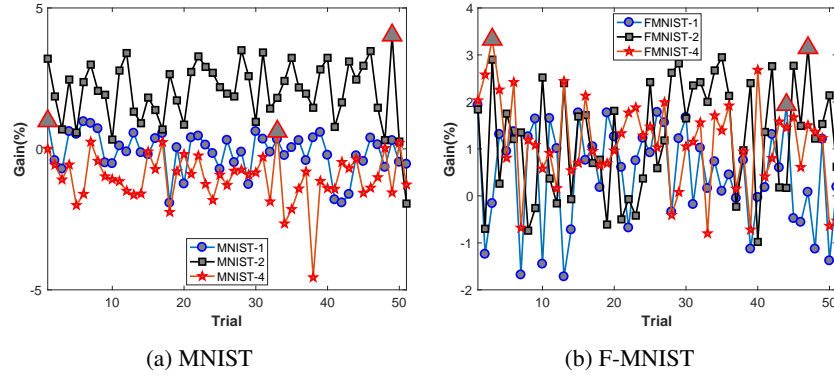 5
0
-5
Gain(%)
10
20
30
40
50
Trial
MNIST-1
MNIST-2
MNIST-4
(a) MNIST
4
3
2
1
0
-1
-2
Gain(%)
10
20
30
40
50
Trial
FMNIST-1
FMNIST-2
FMNIST-4
(b) F-MNIST